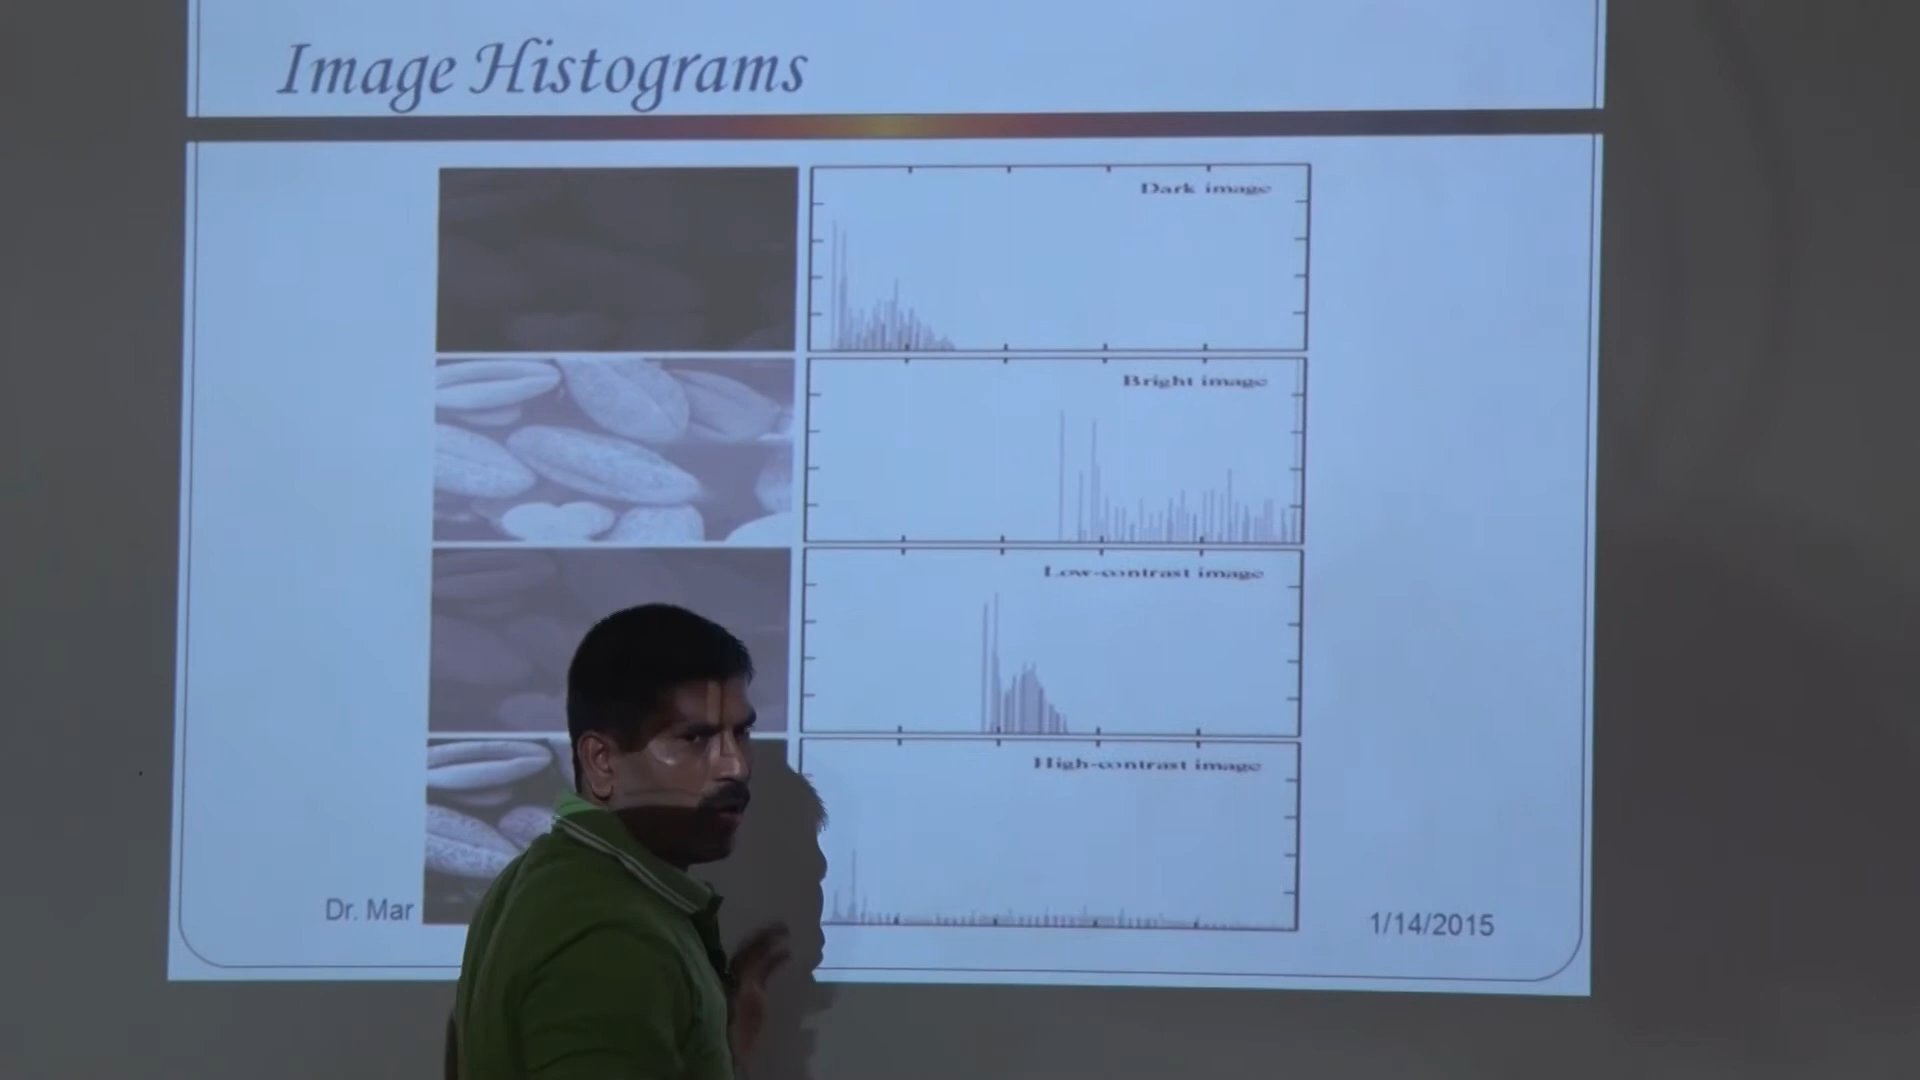 Image Histograms
Dark image
Bright image
Low-contrast image
High-contrast image
Dr. Mar
1/14/2015